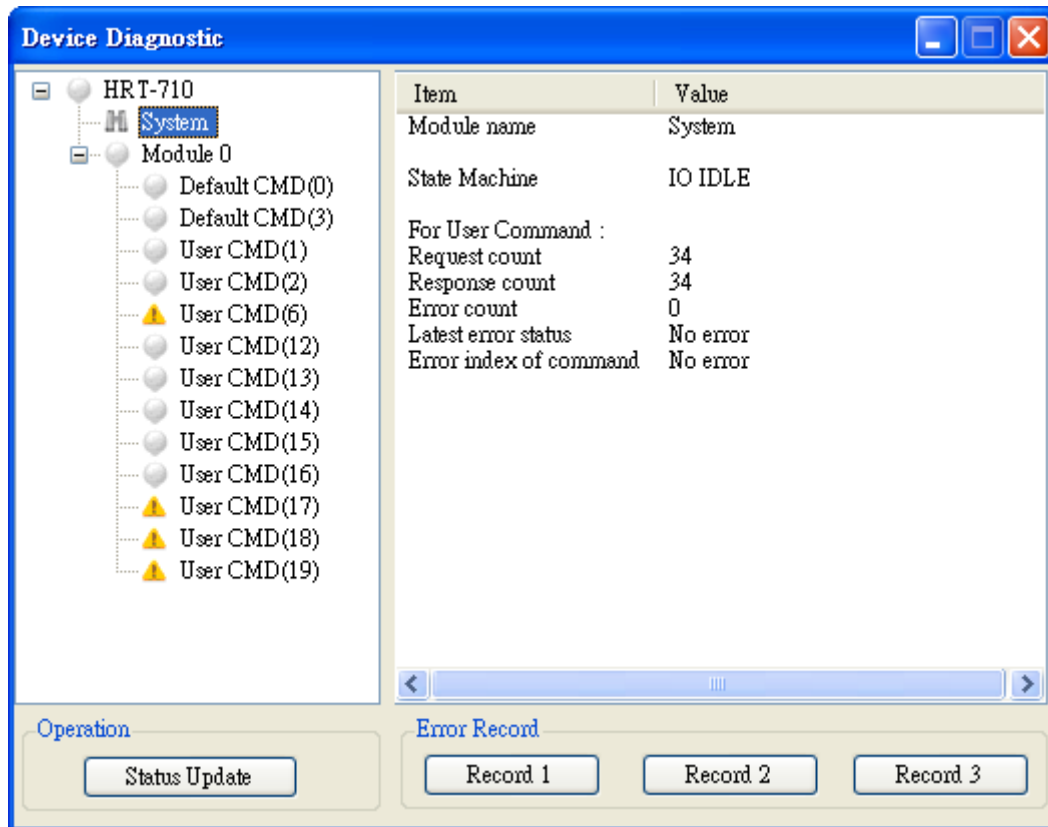 Device Diagnostic
HRT-710
System
Module 0
Default CMD(0)
Default CMD(3)
User CMD(1)
User CMD(2)
User CMD(6)
User CMD(12)
User CMD(13)
User CMD(14)
User CMD(15)
User CMD(16)
User CMD(17)
User CMD(18)
User CMD(19)
Item Value
Module name System
State Machine IO IDLE
For User Command :
Request count 34
Response count 34
Error count 0
Latest error status No error
Error index of command No error
Operation
Status Update
Error Record
Record 1 Record 2 Record 3